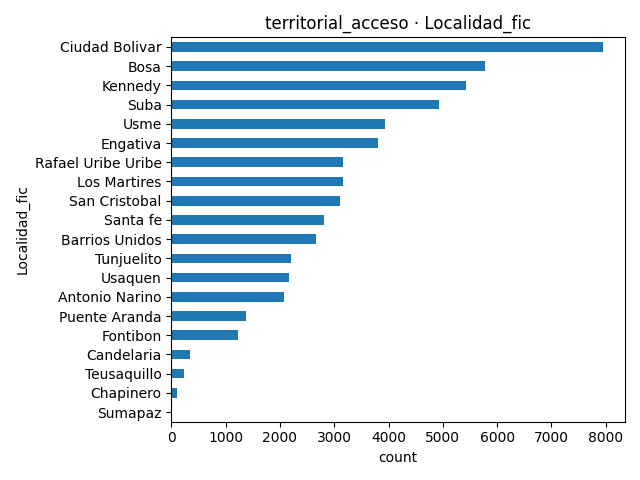 territorial_acceso · Localidad_fic
Ciudad Bolivar
Bosa
Kennedy
Suba
Usme
Engativa
Rafael Uribe Uribe
Los Martires
San Cristobal
Santa fe
Barrios Unidos
Tunjuelito
Usaquen
Antonio Narino
Puente Aranda
Fontibon
Candelaria
Teusaquillo
Chapinero
Sumapaz
Localidad_fic
0 1000 2000 3000 4000 5000 6000 7000 8000
count